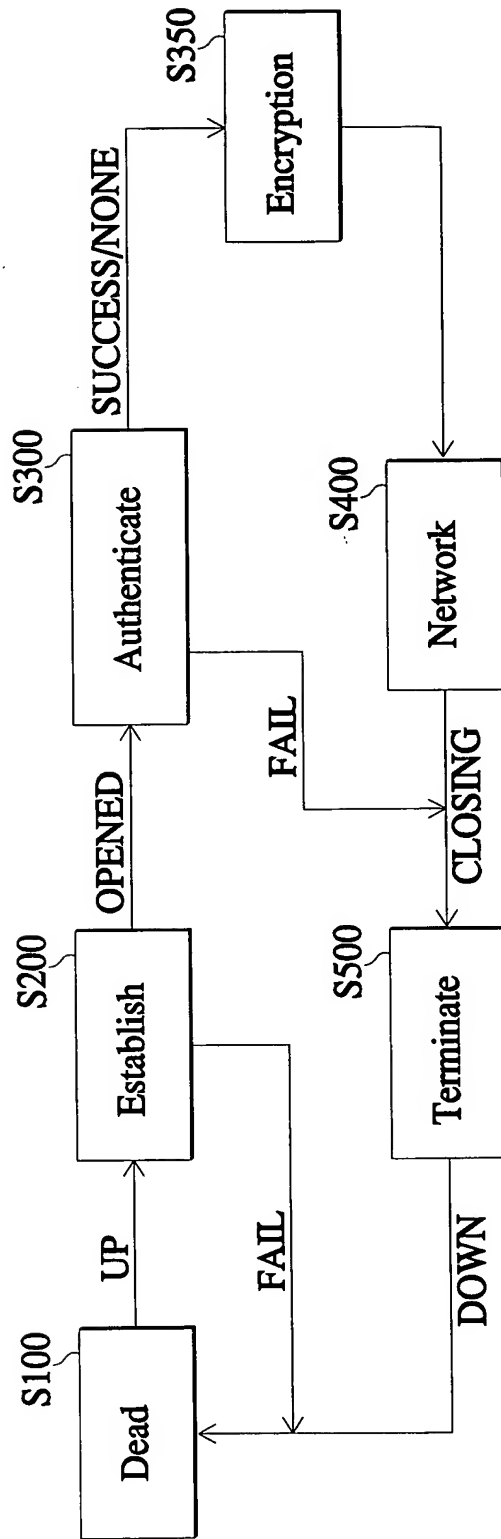 S100
Dead
UP
S200
Establish
OPENED
S300
Authenticate
SUCCESS/NONE
S350
Encryption
FAIL
FAIL
S500
Terminate
CLOSING
S400
Network
DOWN